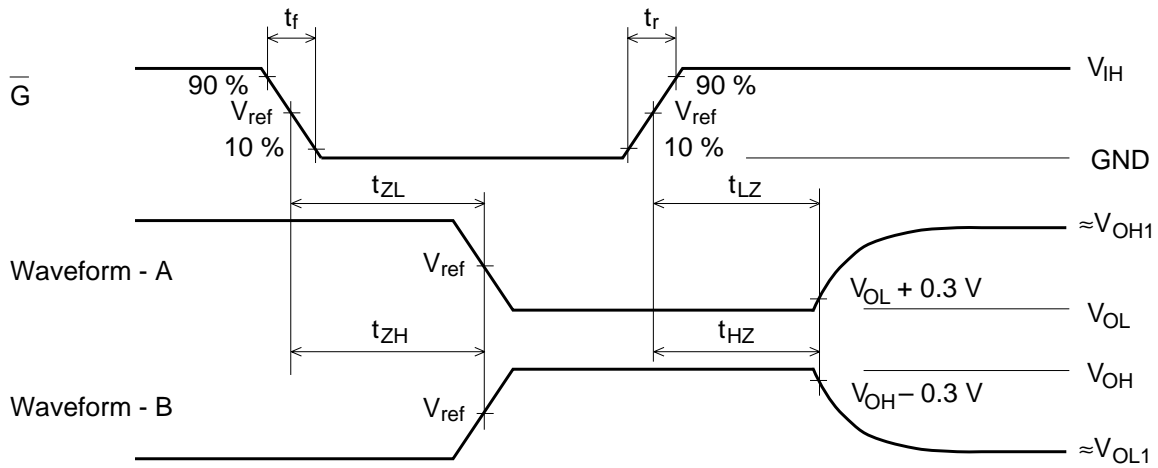 t_f t_r
G̅ 90 % 90 % V_IH
V_ref V_ref
10 % 10 % GND
t_ZL t_LZ
≈V_OH1
Waveform - A V_ref V_OL + 0.3 V
V_OL
t_ZH t_HZ
V_OH
Waveform - B V_ref V_OH − 0.3 V
≈V_OL1